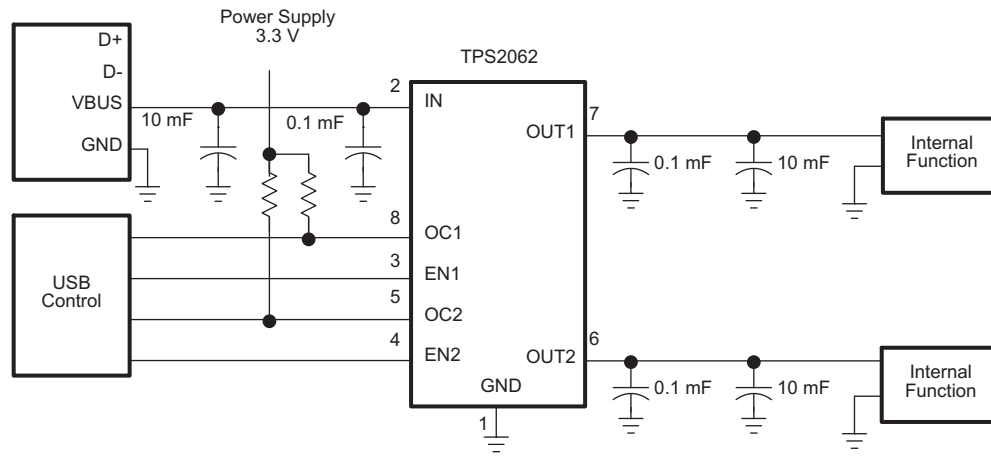 Power Supply
3.3 V
TPS2062
D+
D-
VBUS
GND
10 mF
0.1 mF
2
IN
7
OUT1
0.1 mF
10 mF
Internal
Function
USB
Control
8
OC1
3
EN1
5
OC2
4
EN2
6
OUT2
GND
1
0.1 mF
10 mF
Internal
Function